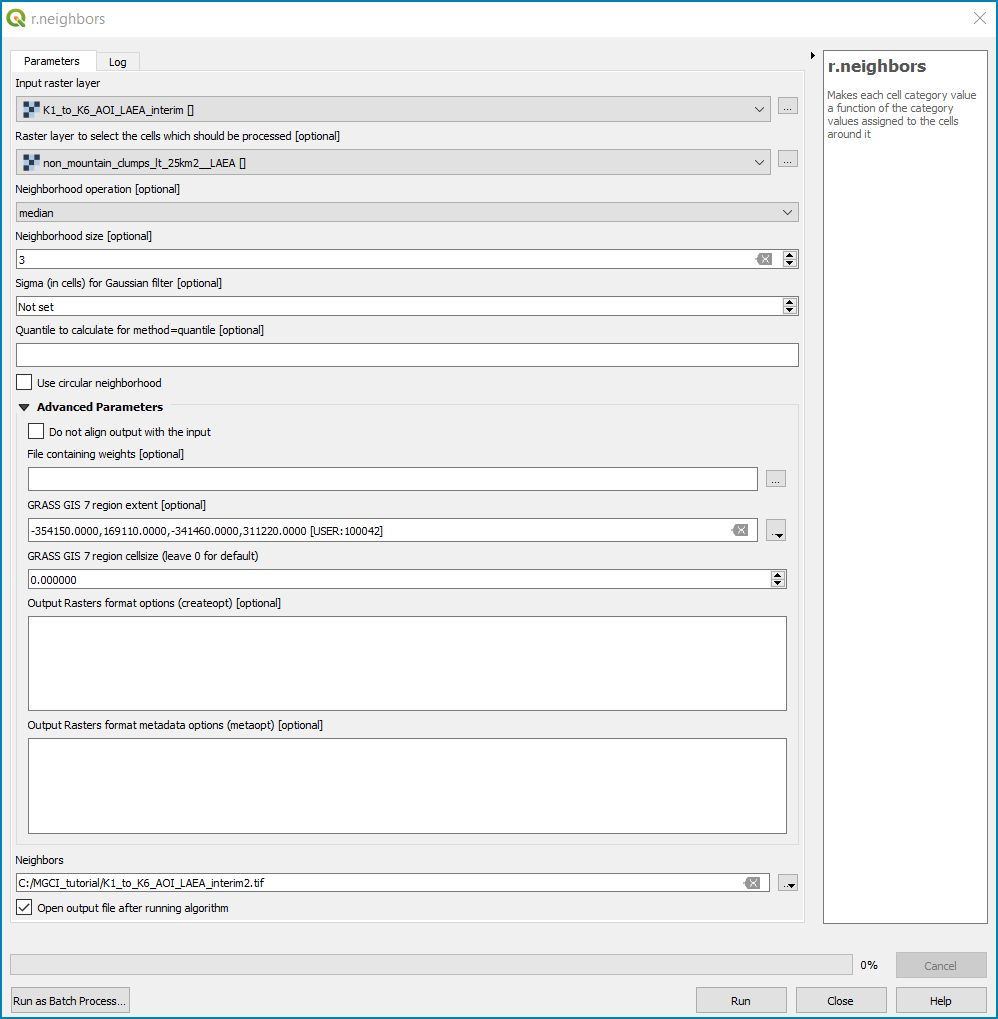 r.neighbors
Parameters
Log
Input raster layer
K1_to_K6_AOI_LAEA_interim []
...
Raster layer to select the cells which should be processed [optional]
non_mountain_clumps_lt_25km2__LAEA []
...
Neighborhood operation [optional]
median
Neighborhood size [optional]
3
Sigma (in cells) for Gaussian filter [optional]
Not set
Quantile to calculate for method=quantile [optional]
Use circular neighborhood
Advanced Parameters
Do not align output with the input
File containing weights [optional]
...
GRASS GIS 7 region extent [optional]
-354150.0000,169110.0000,-341460.0000,311220.0000 [USER:100042]
...
GRASS GIS 7 region cellsize (leave 0 for default)
0.000000
Output Rasters format options (createopt) [optional]
Output Rasters format metadata options (metaopt) [optional]
Neighbors
C:/MGCI_tutorial/K1_to_K6_AOI_LAEA_interim2.tif
...
Open output file after running algorithm
r.neighbors
Makes each cell category value
a function of the category
values assigned to the cells
around it
0%
Cancel
Run as Batch Process...
Run
Close
Help